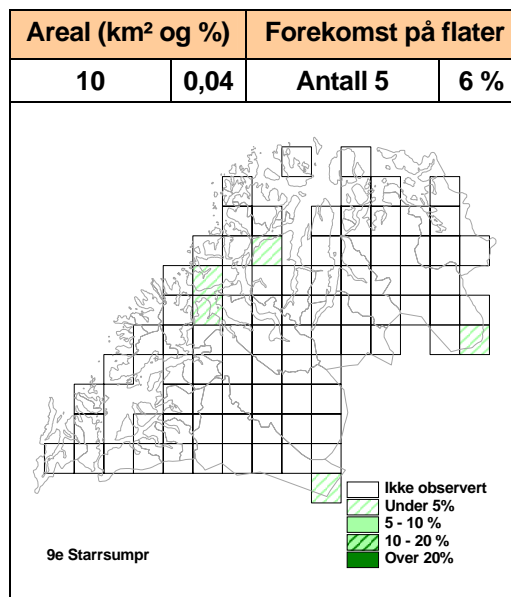 Areal (km² og %) Forekomst på flater
10 0,04 Antall 5 6 %
Ikke observert
Under 5%
5 - 10 %
10 - 20 %
Over 20%
9e Starrsumpr